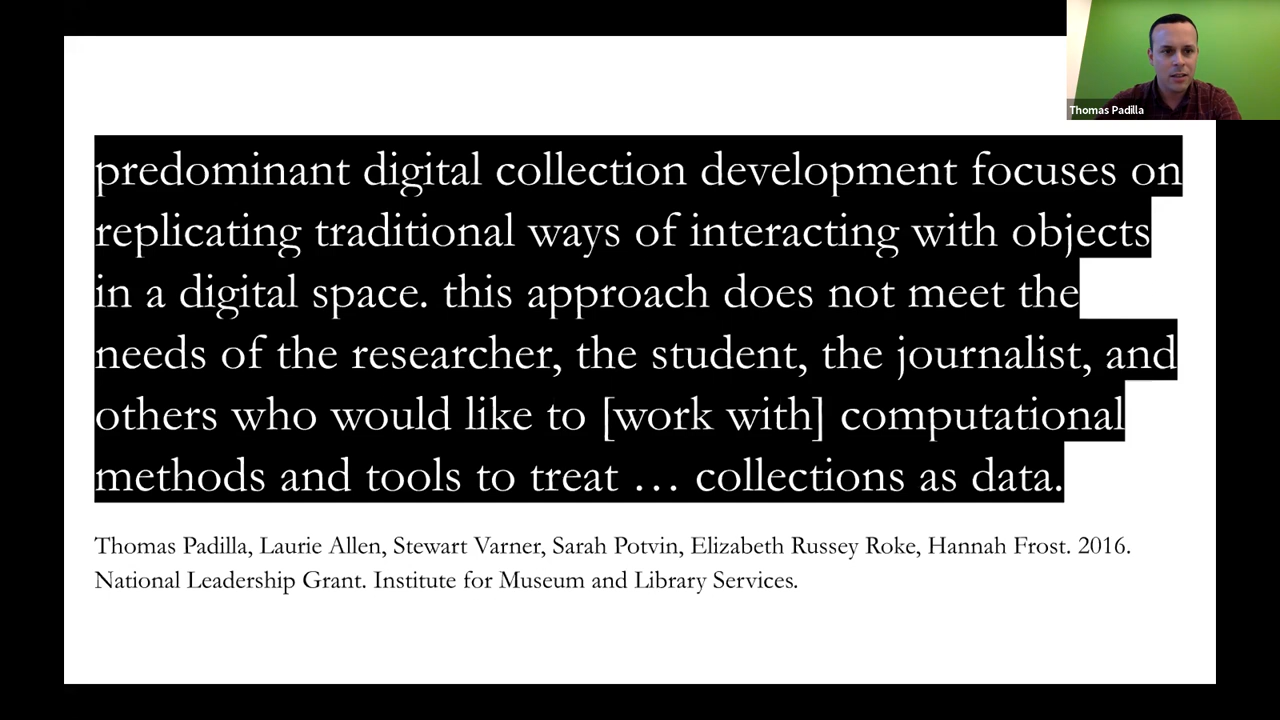 Thomas Padilla
predominant digital collection development focuses on
replicating traditional ways of interacting with objects
in a digital space. this approach does not meet the
needs of the researcher, the student, the journalist, and
others who would like to [work with] computational
methods and tools to treat … collections as data.
Thomas Padilla, Laurie Allen, Stewart Varner, Sarah Potvin, Elizabeth Russey Roke, Hannah Frost. 2016.
National Leadership Grant. Institute for Museum and Library Services.